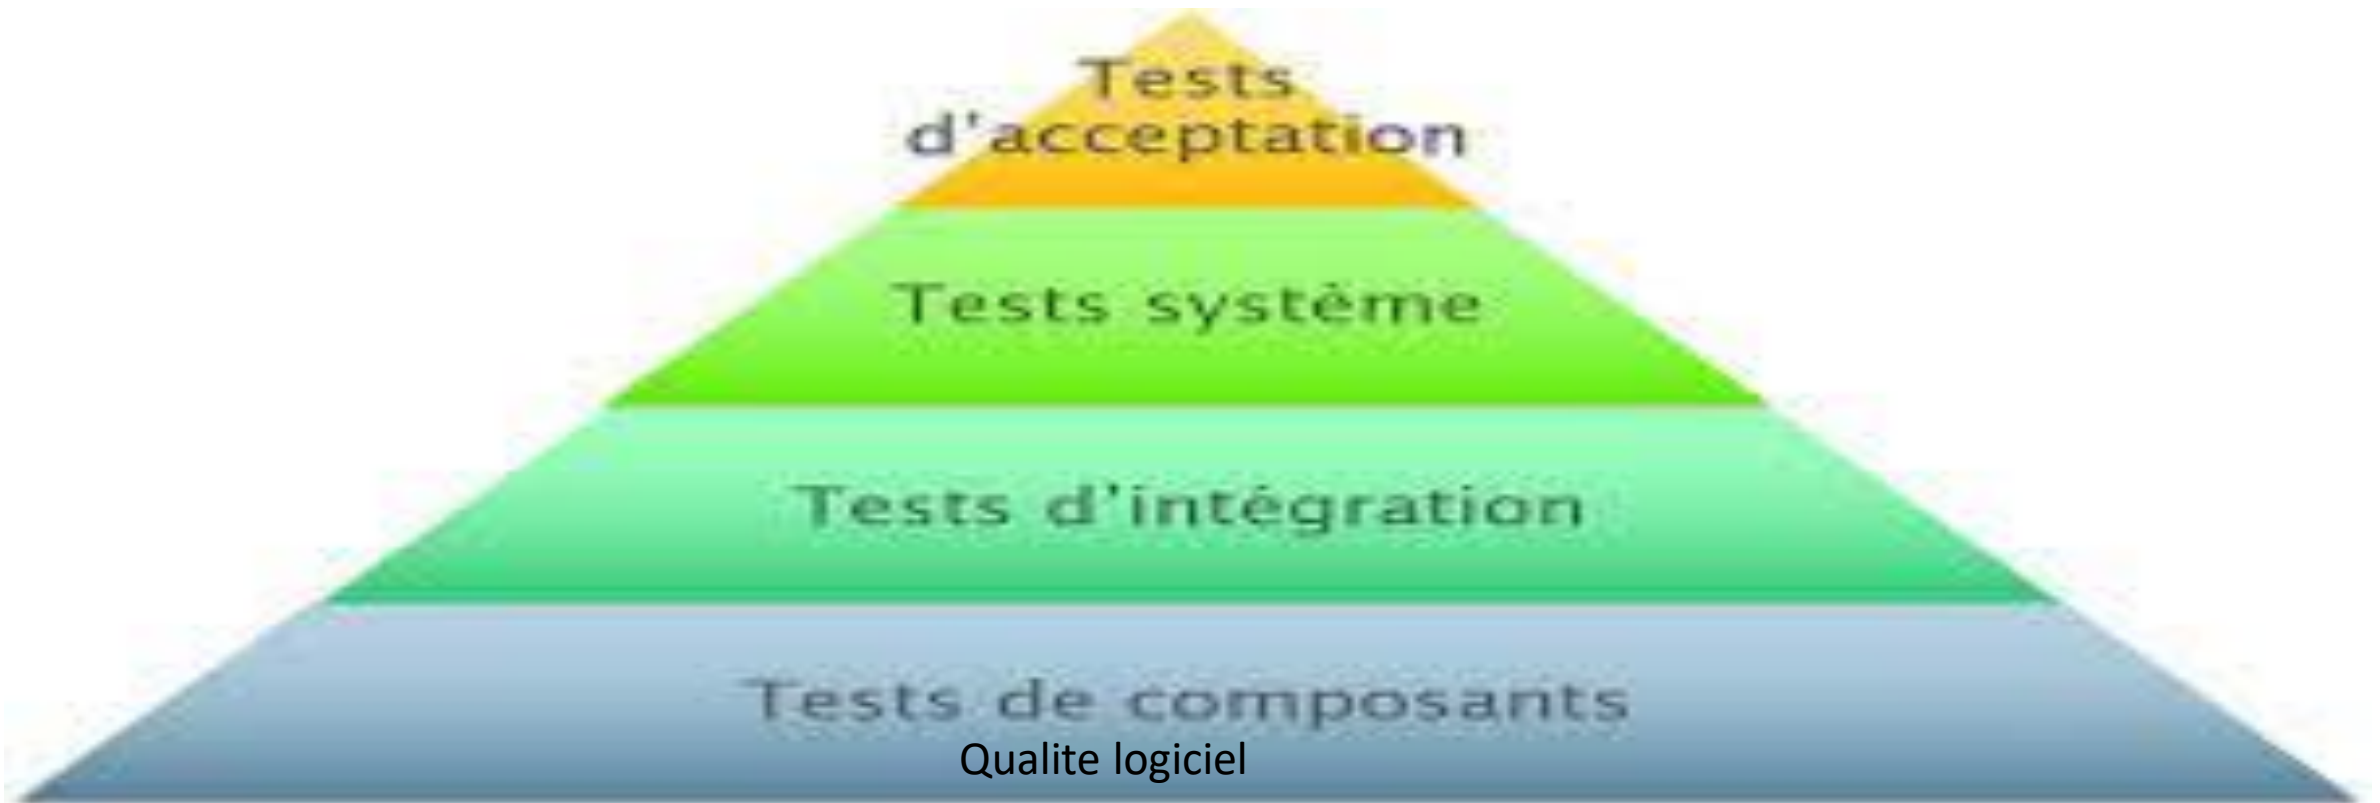 Tests
d'acceptation
Tests système
Tests d'intégration
Tests de composants
Qualite logiciel